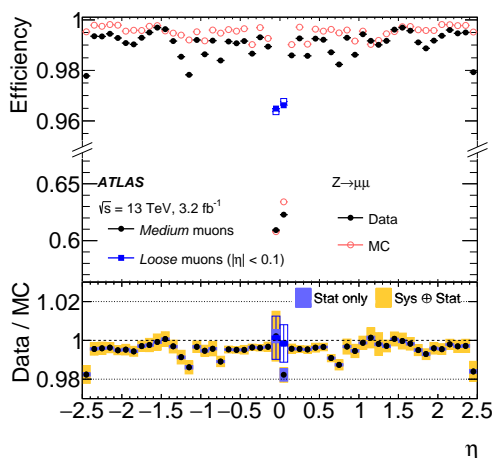 Efficiency
1
0.98
0.96
0.65
0.6
ATLAS
√s = 13 TeV, 3.2 fb⁻¹
Medium muons
Loose muons (|η| < 0.1)
Z→μμ
Data
MC
Data / MC
1.02
1
0.98
Stat only
Sys ⊕ Stat
−2.5 −2 −1.5 −1 −0.5 0 0.5 1 1.5 2 2.5
η